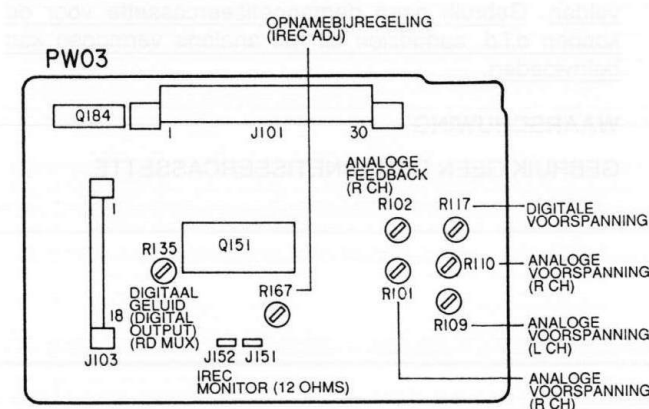 OPNAMEBIJREGELING
(IREC ADJ)
PW03
Q184
1
J101
30
ANALOGE
FEEDBACK
(R CH)
R102
R117
DIGITALE
VOORSPANNING
1
R135
Q151
R101
R110
ANALOGE
VOORSPANNING
(R CH)
DIGITAAL
GELUID
(DIGITAL
OUTPUT)
(RD MUX)
18
J103
R167
R109
ANALOGE
VOORSPANNING
(L CH)
J152
J151
IREC
MONITOR (12 OHMS)
ANALOGE
VOORSPANNING
(R CH)